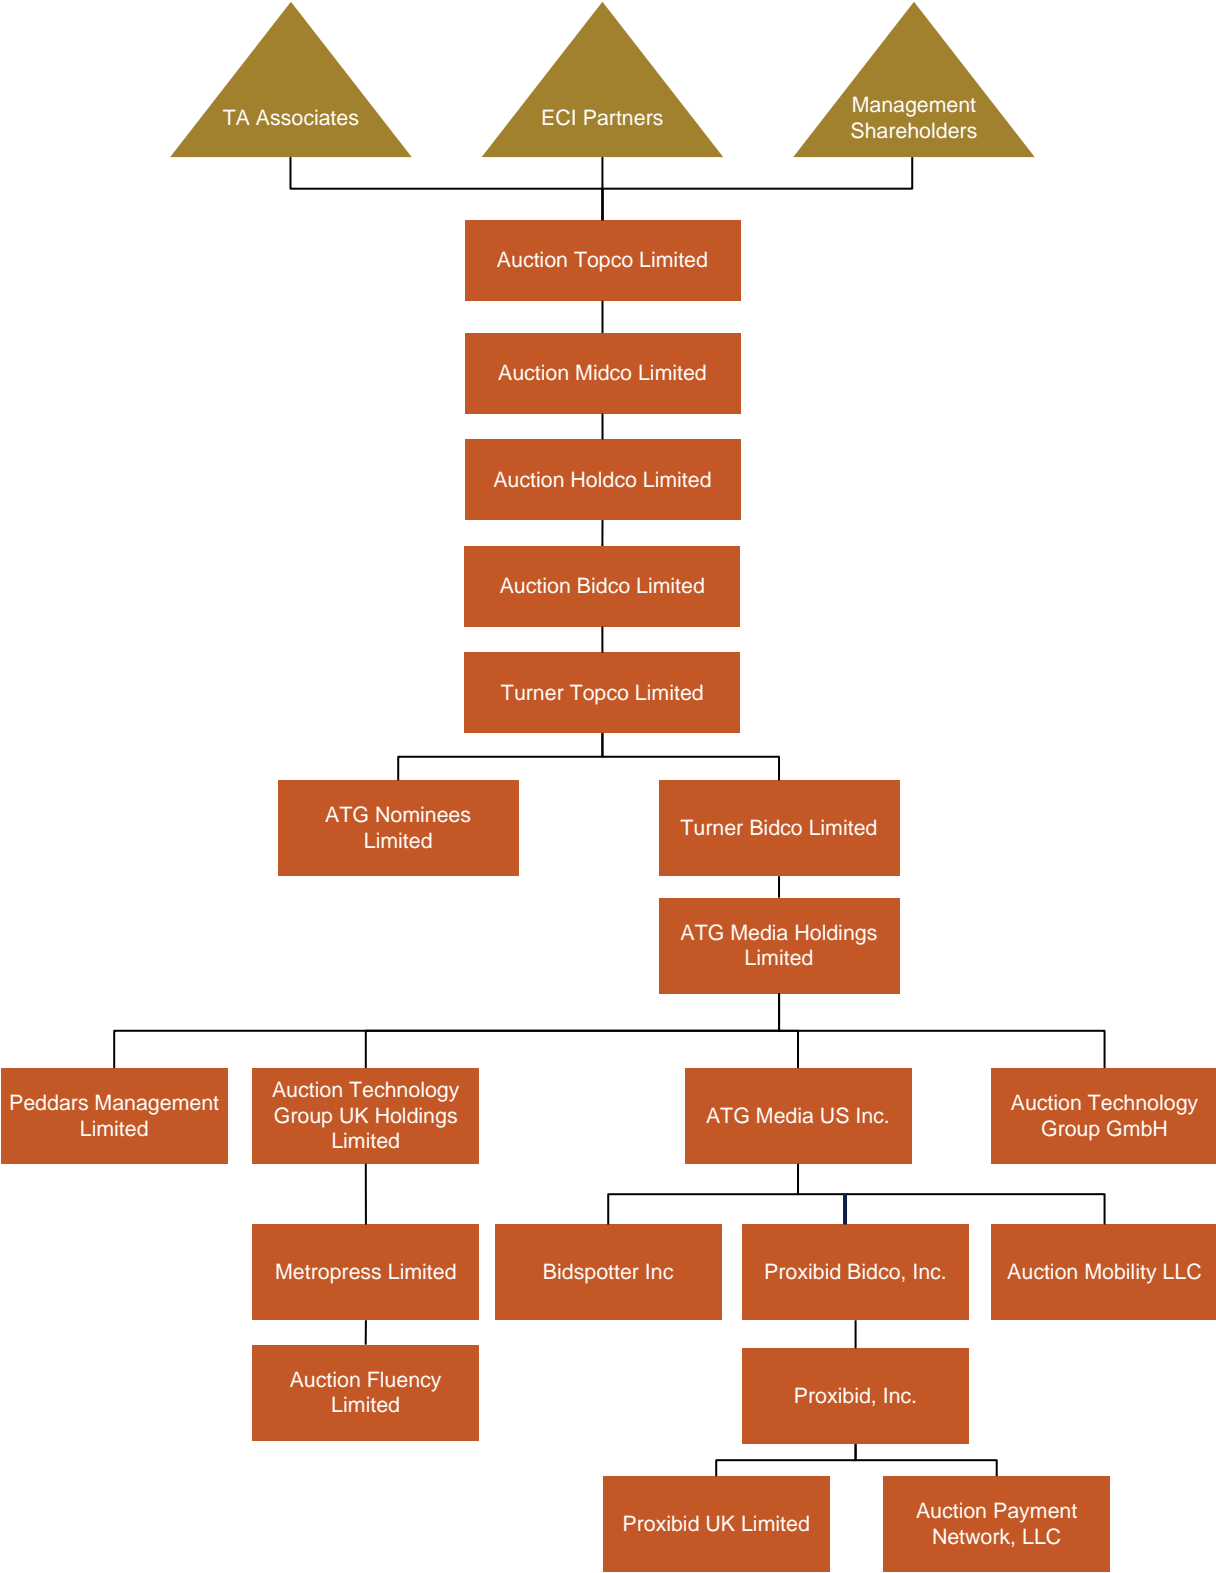 TA Associates
ECI Partners
Management
Shareholders
Auction Topco Limited
Auction Midco Limited
Auction Holdco Limited
Auction Bidco Limited
Turner Topco Limited
ATG Nominees
Limited
Turner Bidco Limited
ATG Media Holdings
Limited
Peddars Management
Limited
Auction Technology
Group UK Holdings
Limited
ATG Media US Inc.
Auction Technology
Group GmbH
Metropress Limited
Bidspotter Inc
Proxibid Bidco, Inc.
Auction Mobility LLC
Auction Fluency
Limited
Proxibid, Inc.
Proxibid UK Limited
Auction Payment
Network, LLC